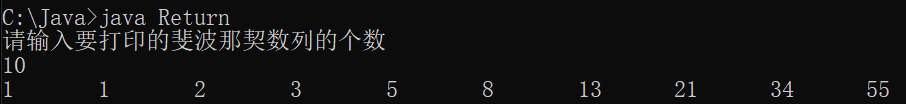 C:\Java>java Return
请输入要打印的斐波那契数列的个数
10
1 1 2 3 5 8 13 21 34 55